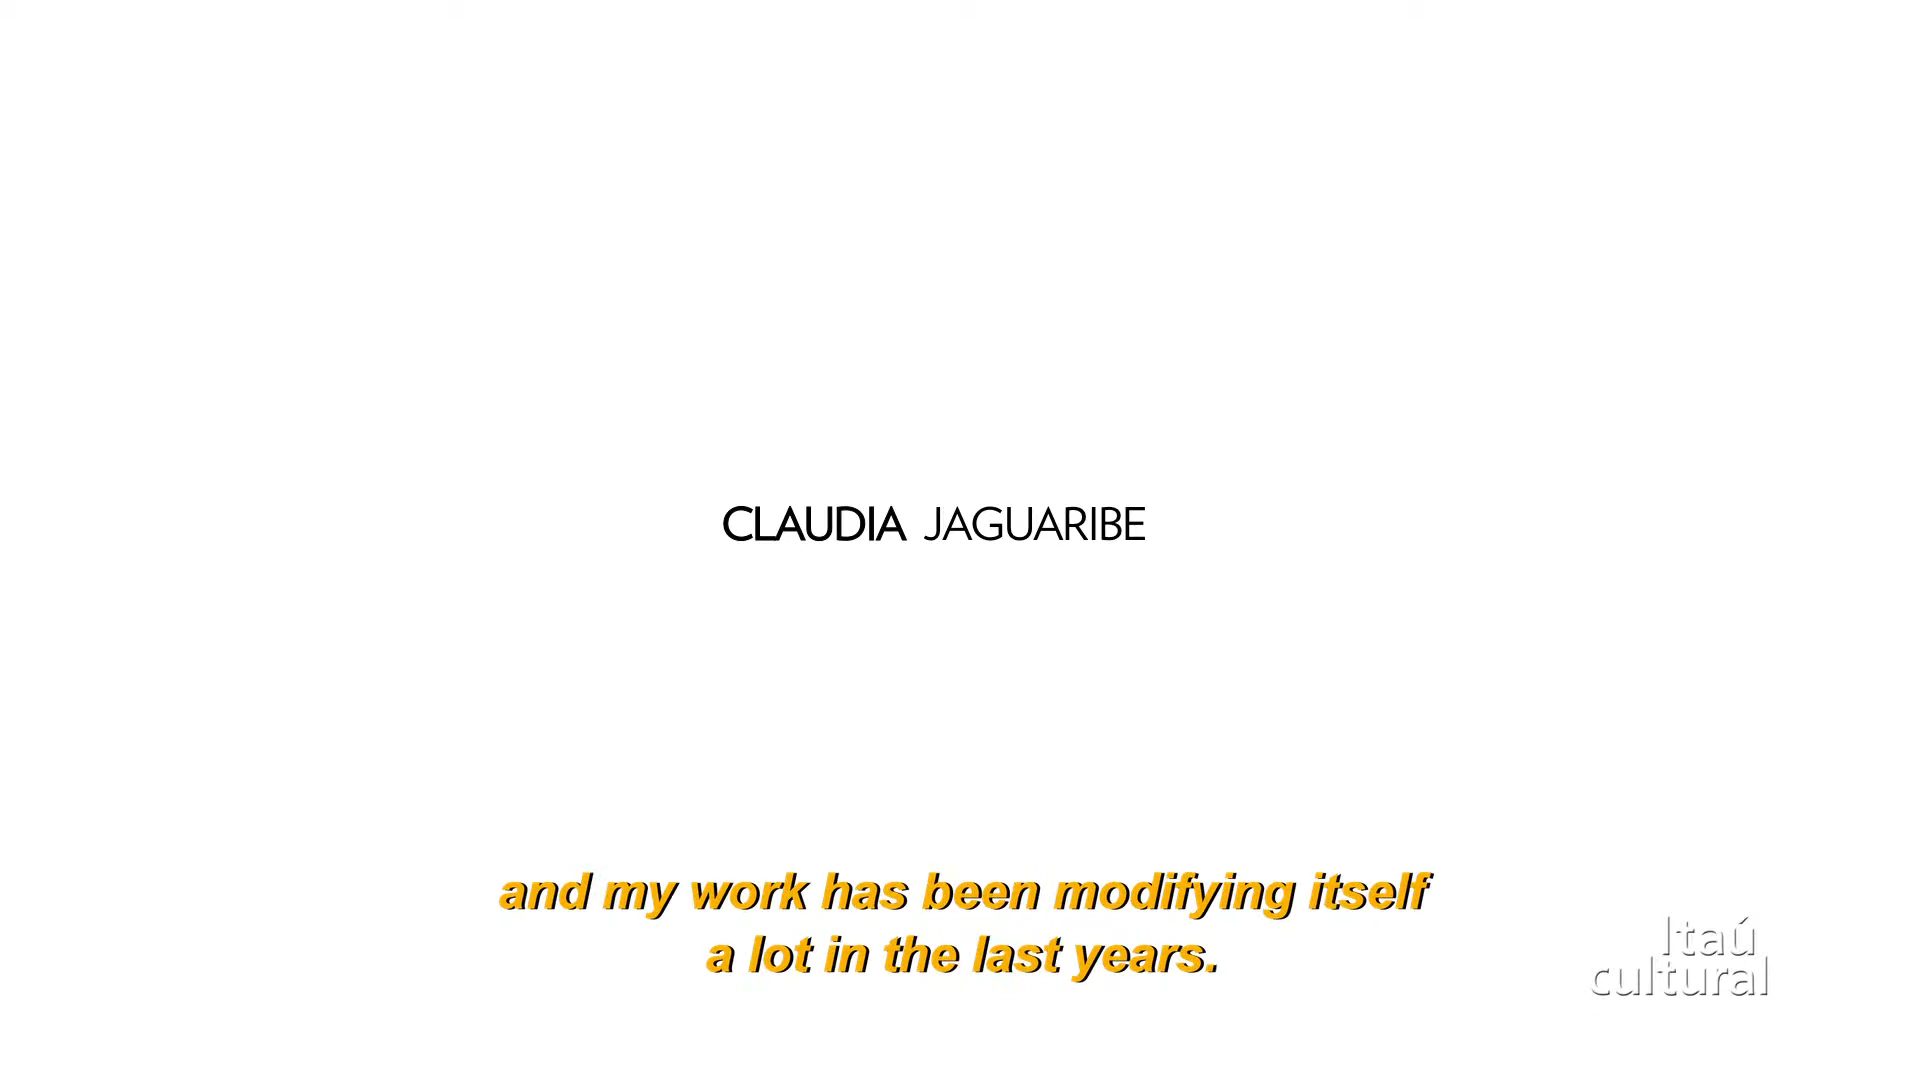 CLAUDIA JAGUARIBE
and my work has been modifying itself
a lot in the last years.
Itaú
cultural